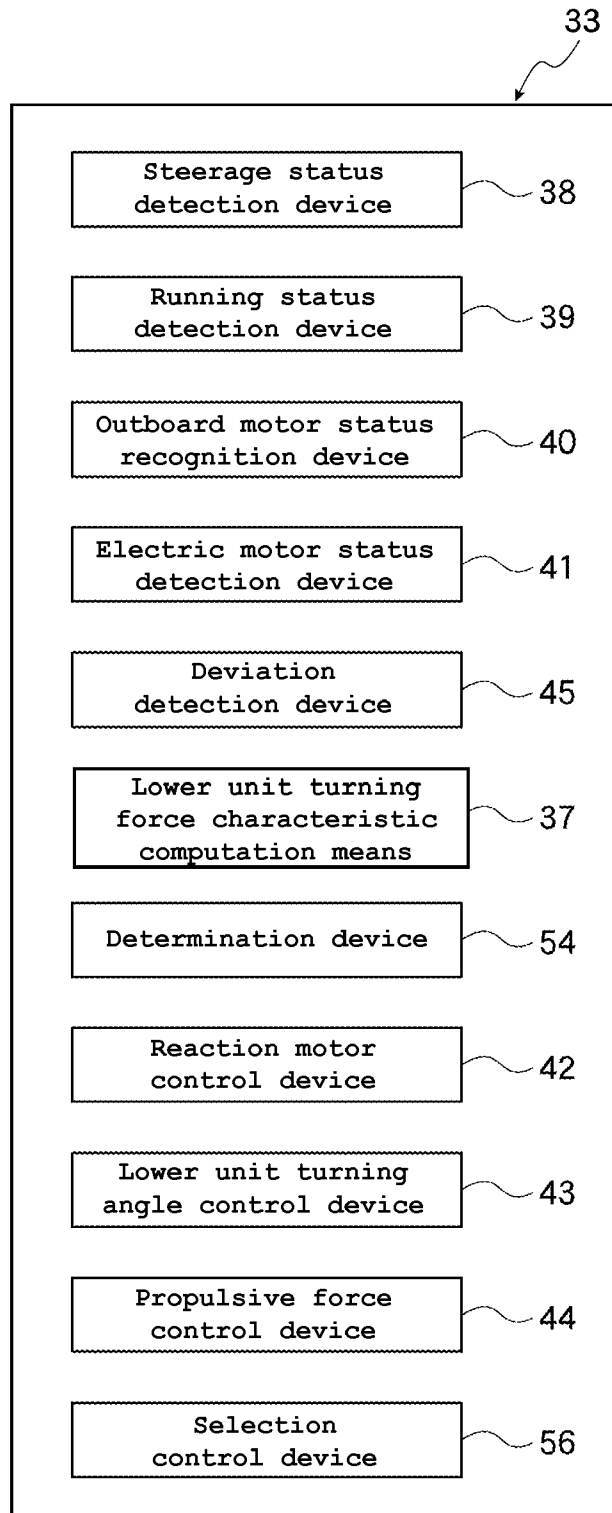 33
Steerage status
detection device
38
Running status
detection device
39
Outboard motor status
recognition device
40
Electric motor status
detection device
41
Deviation
detection device
45
Lower unit turning
force characteristic
computation means
37
Determination device
54
Reaction motor
control device
42
Lower unit turning
angle control device
43
Propulsive force
control device
44
Selection
control device
56